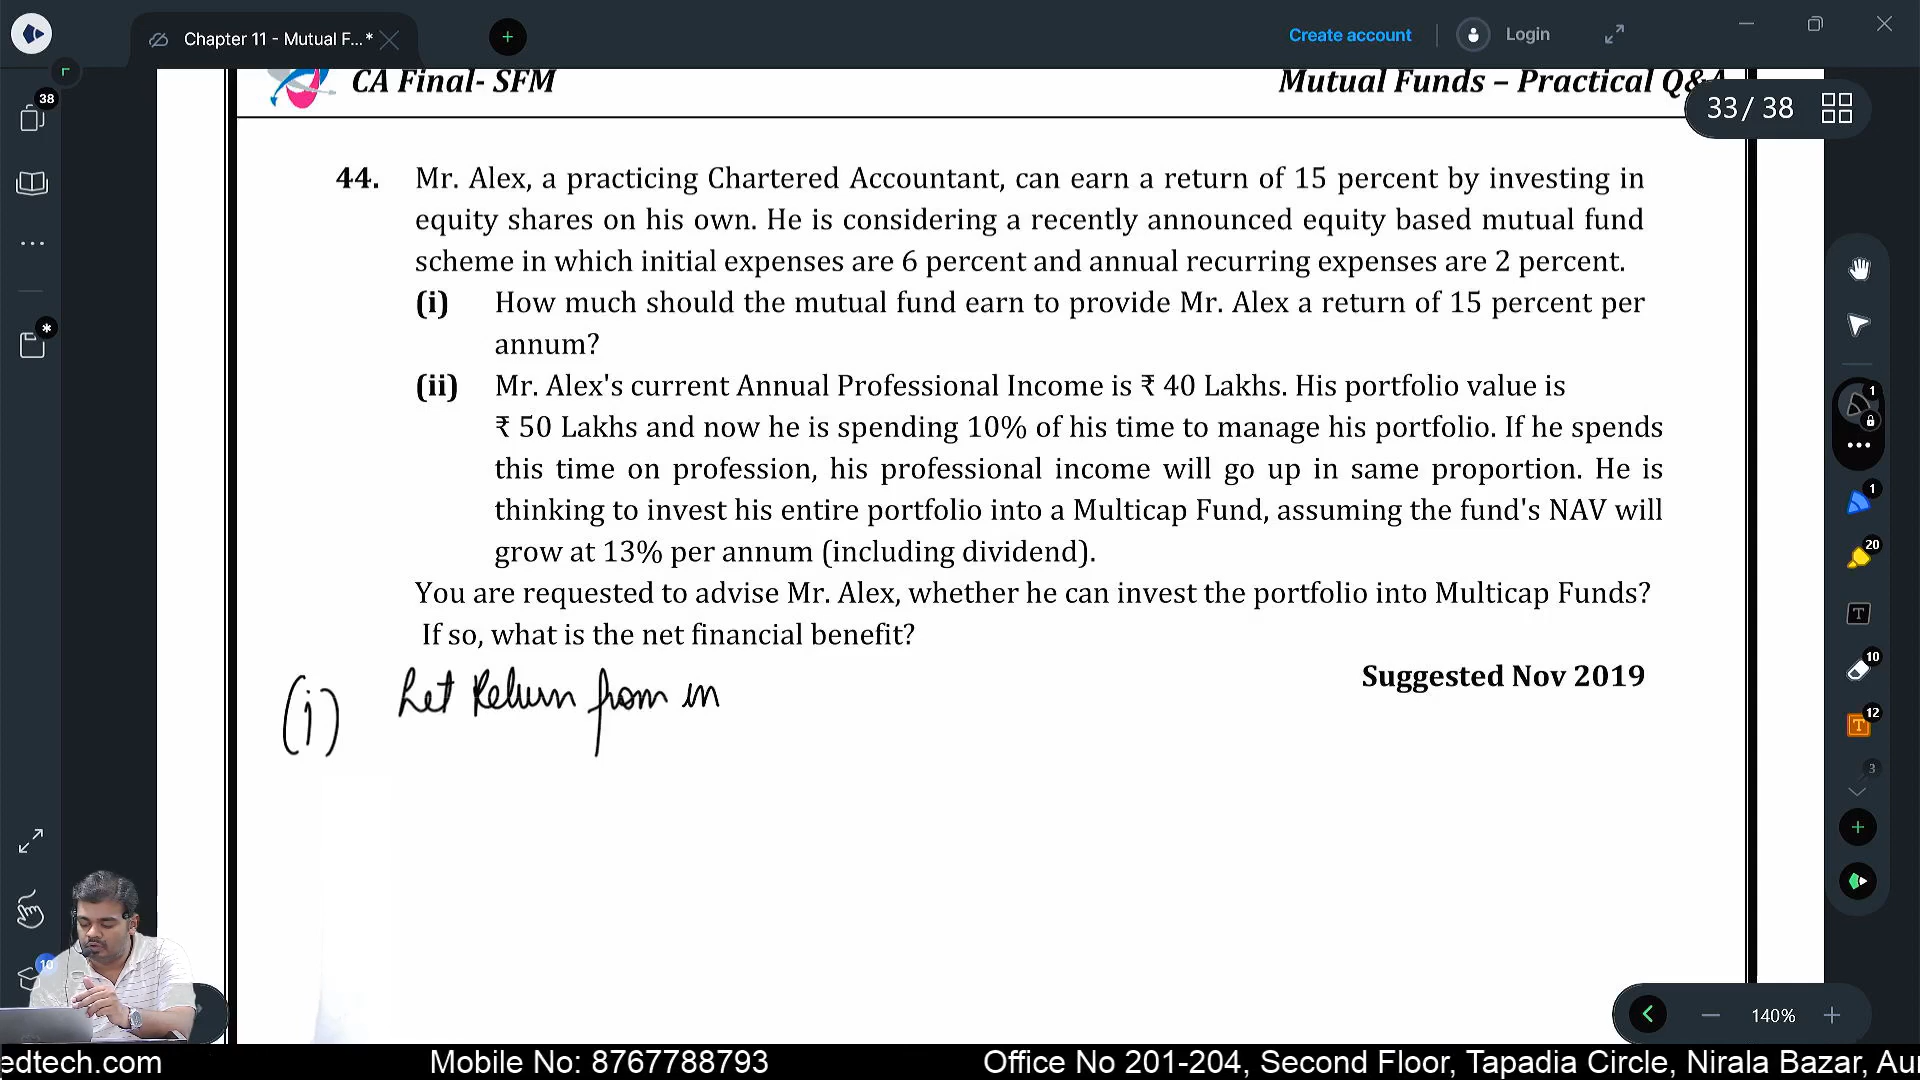 Chapter 11 - Mutual F...*
Create account
Login
38
CA Final- SFM
Mutual Funds – Practical Q&A
33/ 38
44. Mr. Alex, a practicing Chartered Accountant, can earn a return of 15 percent by investing in
equity shares on his own. He is considering a recently announced equity based mutual fund
scheme in which initial expenses are 6 percent and annual recurring expenses are 2 percent.
(i) How much should the mutual fund earn to provide Mr. Alex a return of 15 percent per
annum?
(ii) Mr. Alex's current Annual Professional Income is ₹ 40 Lakhs. His portfolio value is
₹ 50 Lakhs and now he is spending 10% of his time to manage his portfolio. If he spends
this time on profession, his professional income will go up in same proportion. He is
thinking to invest his entire portfolio into a Multicap Fund, assuming the fund's NAV will
grow at 13% per annum (including dividend).
You are requested to advise Mr. Alex, whether he can invest the portfolio into Multicap Funds?
If so, what is the net financial benefit?
Suggested Nov 2019
(i) Let Return from in
1
1
20
T
10
T
12
3
10
140%
edtech.com
Mobile No: 8767788793
Office No 201-204, Second Floor, Tapadia Circle, Nirala Bazar, Au